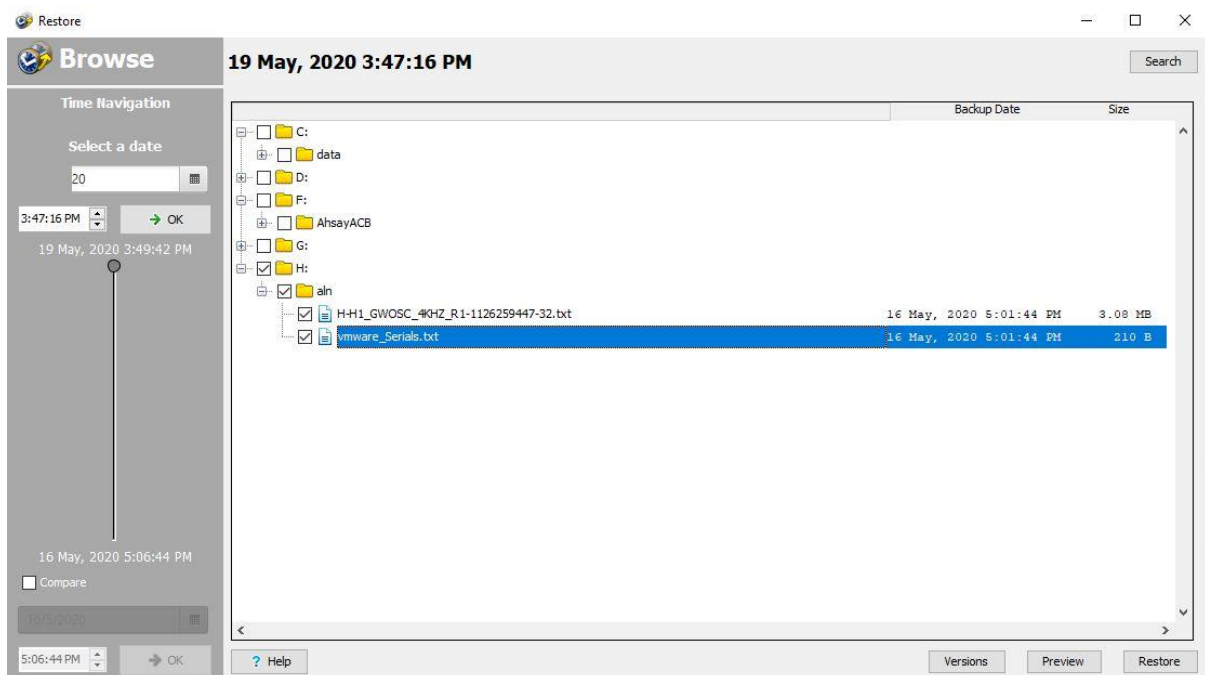 Restore
Browse
19 May, 2020 3:47:16 PM
Search
Time Navigation
Select a date
20
3:47:16 PM
OK
19 May, 2020 3:49:42 PM
16 May, 2020 5:06:44 PM
Compare
16/5/2020
5:06:44 PM
OK
Backup Date Size
C:
data
D:
F:
AhsayACB
G:
H:
aln
H-H1_GWOSC_4KHZ_R1-1126259447-32.txt 16 May, 2020 5:01:44 PM 3.08 MB
vmware_Serials.txt 16 May, 2020 5:01:44 PM 210 B
? Help
Versions
Preview
Restore